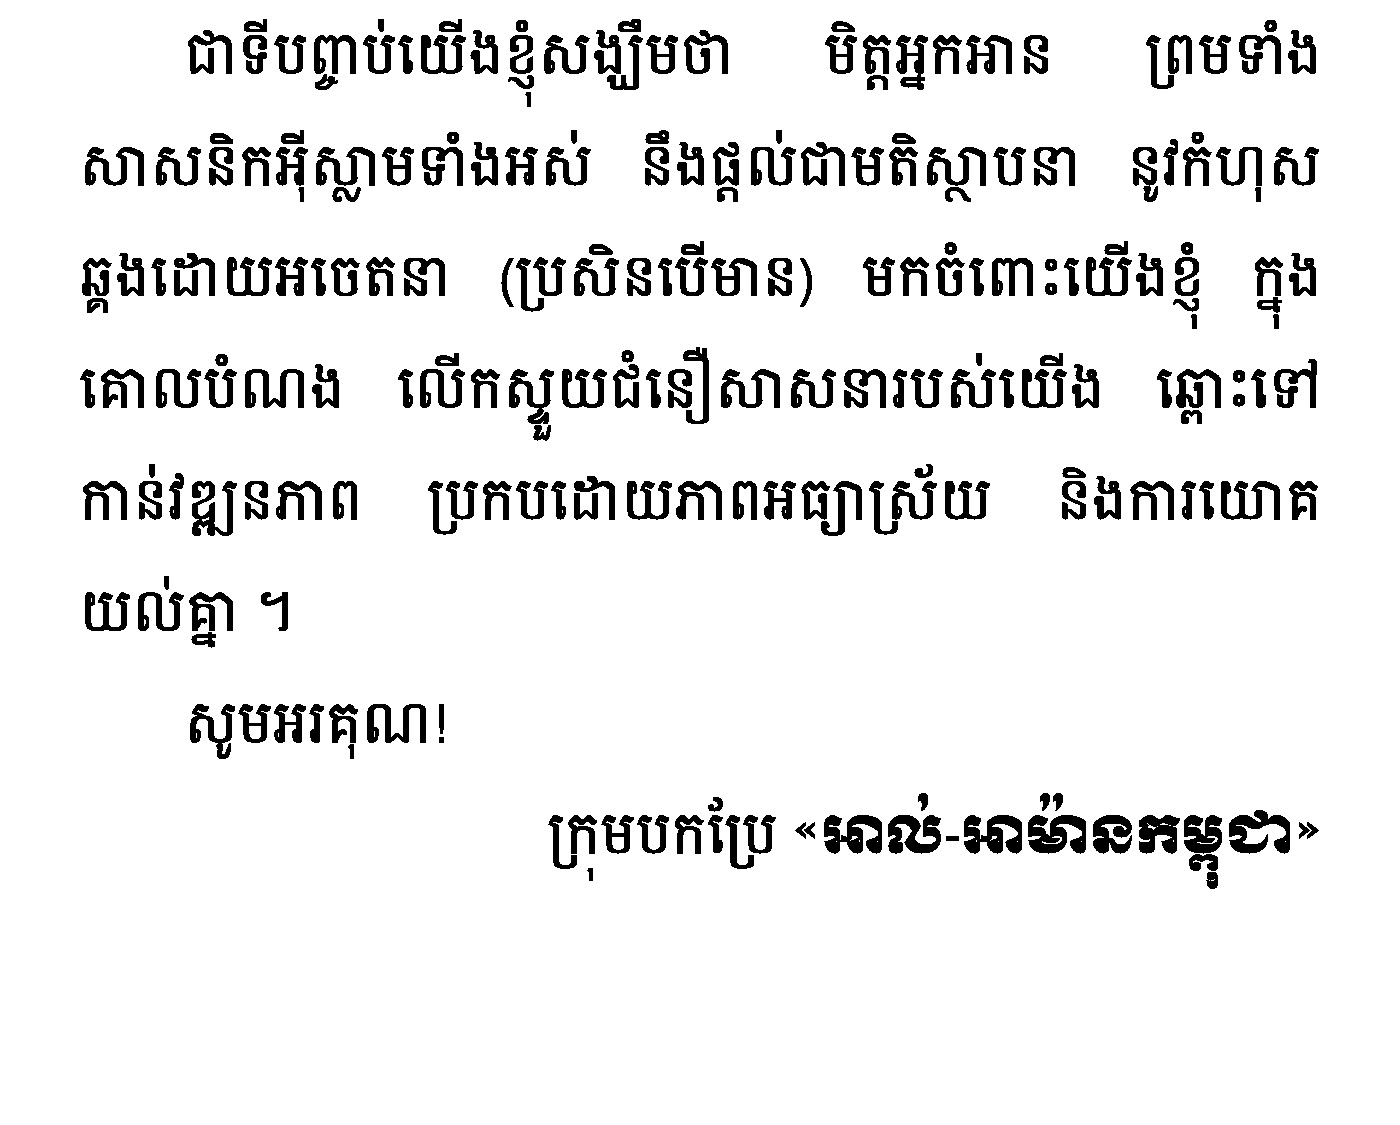 ជាទីបញ្ចាប់យើងខ្ញុំសង្ឃឹមថា មិត្តអ្នកអាន ព្រមទាំង
សាសនិកអ៊ីស្លាមទាំងអស់ នឹងផ្តល់ជាមតិស្ថាបនា នូវកំហុស
ឆ្គងដោយអចេតនា (ប្រសិនបើមាន) មកចំពោះយើងខ្ញុំ ក្នុង
គោលបំណង លើកស្ទួយជំនឿសាសនារបស់យើង ឆ្ពោះទៅ
កាន់វឌ្ឍនភាព ប្រកបដោយភាពអធ្យាស្រ័យ និងការយោគ
យល់គ្នា ។
សូមអរគុណ!
ក្រុមបកប្រែ «អាល់-អាម៉ានកម្ពុជា»